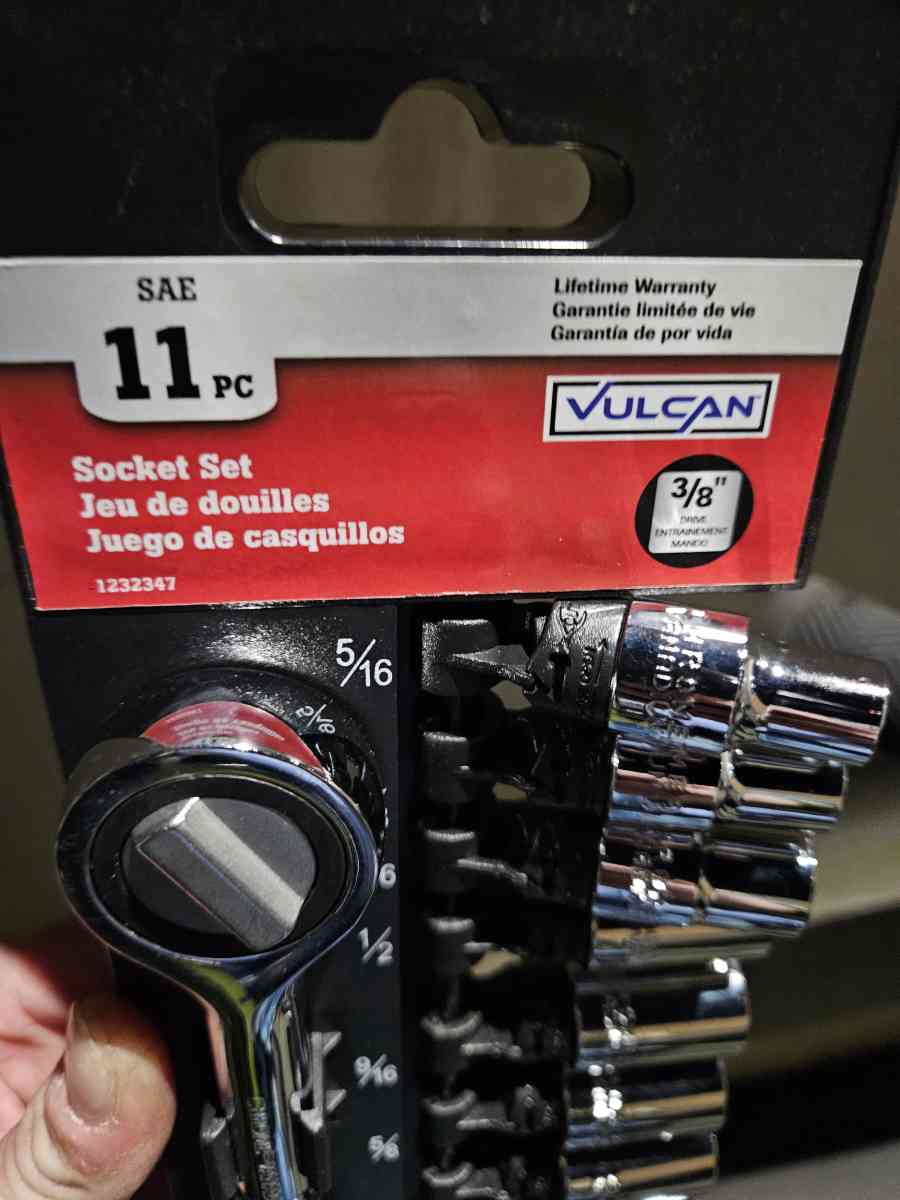 SAE
11 PC
Lifetime Warranty
Garantie limitée de vie
Garantía de por vida
VULCAN
Socket Set
Jeu de douilles
Juego de casquillos
1232347
3/8"
DRIVE
ENTRAINEMENT
MANDO
5/16
1/2
9/16
5/8